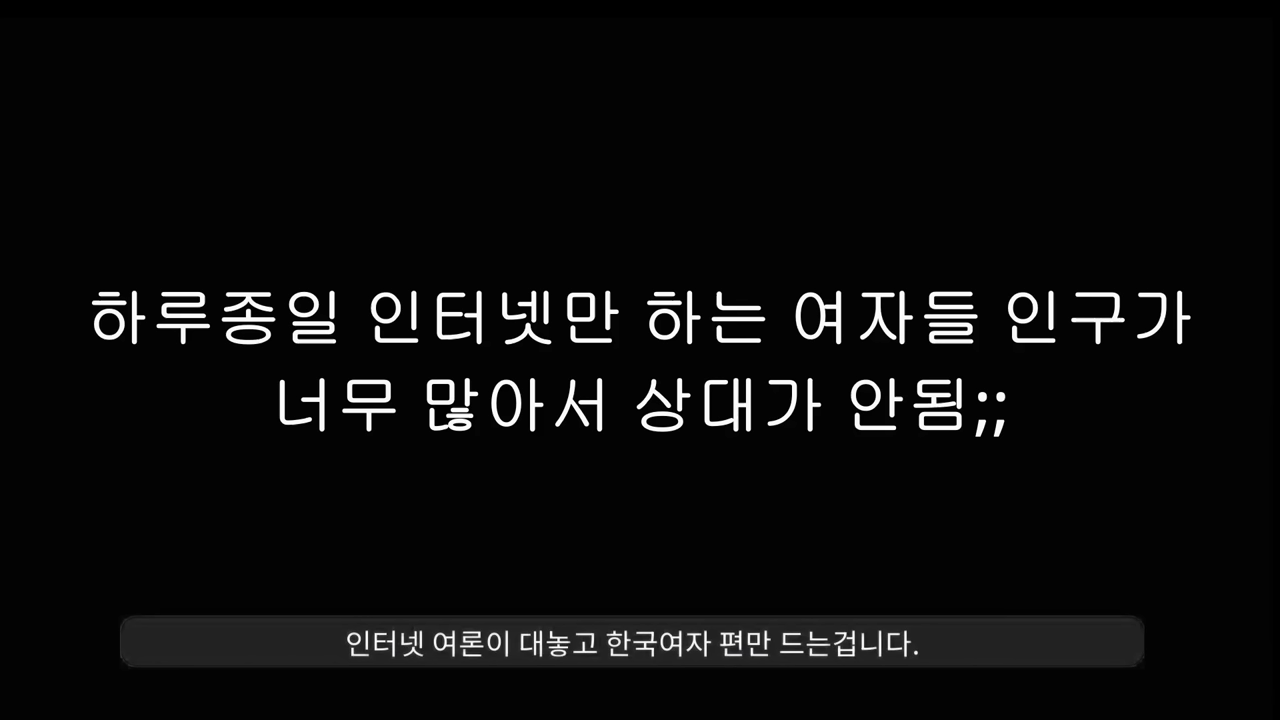 하루종일 인터넷만 하는 여자들 인구가
너무 많아서 상대가 안됨;;
인터넷 여론이 대놓고 한국여자 편만 드는겁니다.